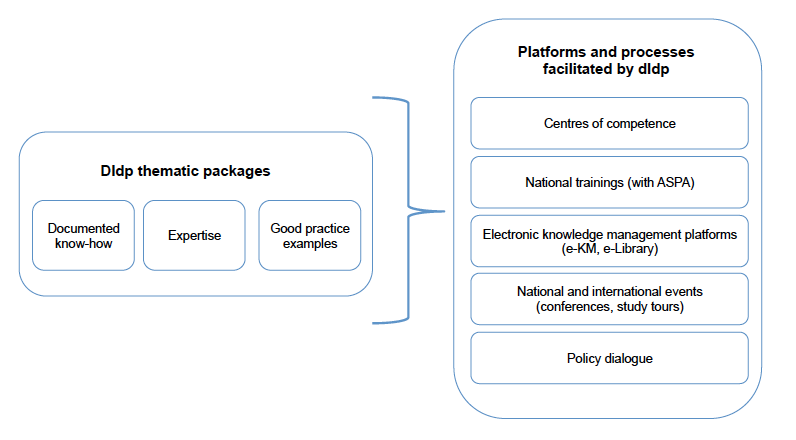 Dldp thematic packages
Documented
know-how
Expertise
Good practice
examples
Platforms and processes
facilitated by dldp
Centres of competence
National trainings (with ASPA)
Electronic knowledge management platforms
(e-KM, e-Library)
National and international events
(conferences, study tours)
Policy dialogue